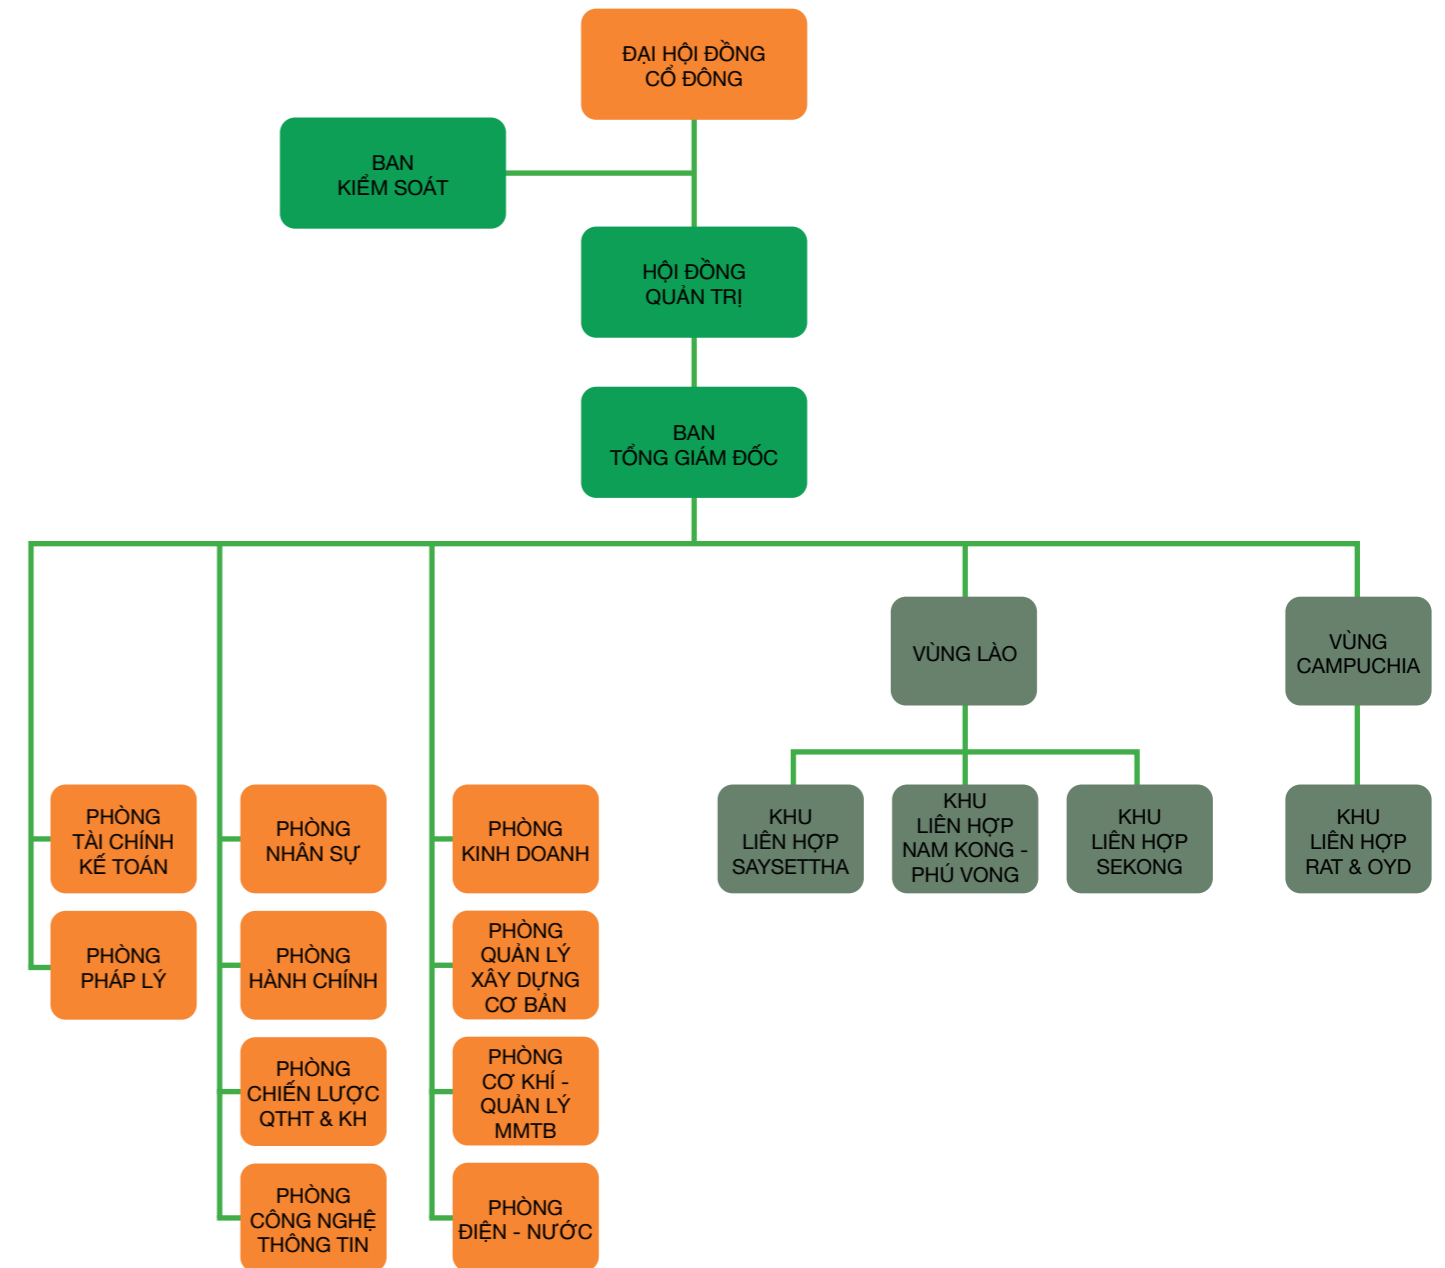 ĐẠI HỘI ĐỒNG
CỔ ĐÔNG
BAN
KIỂM SOÁT
HỘI ĐỒNG
QUẢN TRỊ
BAN
TỔNG GIÁM ĐỐC
VÙNG LÀO
VÙNG
CAMPUCHIA
PHÒNG
TÀI CHÍNH
KẾ TOÁN
PHÒNG
NHÂN SỰ
PHÒNG
KINH DOANH
KHU
LIÊN HỢP
SAYSETTHA
KHU
LIÊN HỢP
NAM KONG -
PHÚ VONG
KHU
LIÊN HỢP
SEKONG
KHU
LIÊN HỢP
RAT & OYD
PHÒNG
PHÁP LÝ
PHÒNG
HÀNH CHÍNH
PHÒNG
QUẢN LÝ
XÂY DỰNG
CƠ BẢN
PHÒNG
CHIẾN LƯỢC
QTHT & KH
PHÒNG
CƠ KHÍ -
QUẢN LÝ
MMTB
PHÒNG
CÔNG NGHỆ
THÔNG TIN
PHÒNG
ĐIỆN - NƯỚC